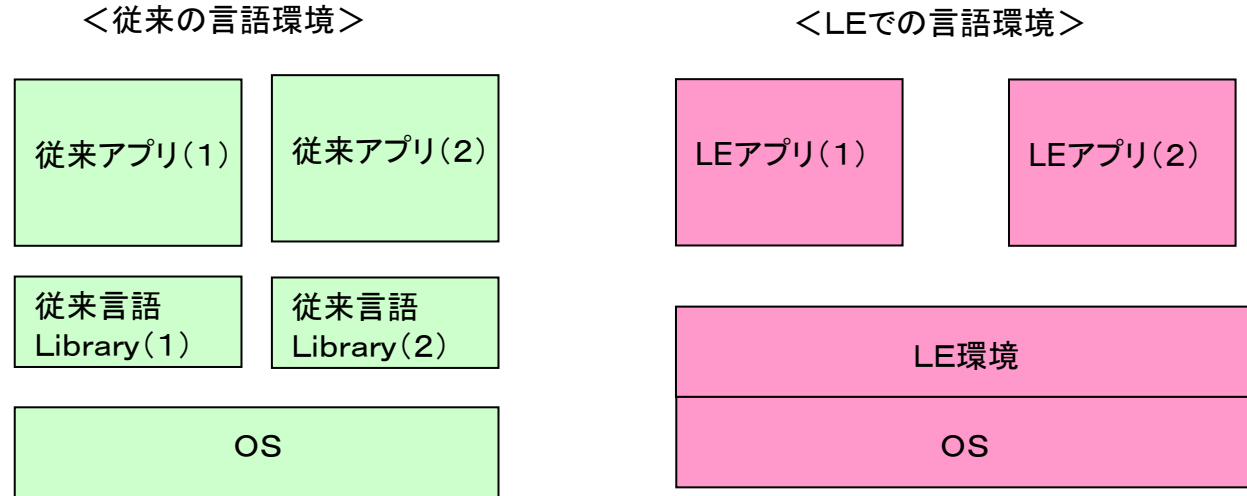 ＜従来の言語環境＞
従来アプリ（１）
従来アプリ（２）
従来言語
Library（１）
従来言語
Library（２）
ＯＳ
＜ＬＥでの言語環境＞
LEアプリ（１）
LEアプリ（２）
ＬＥ環境
ＯＳ